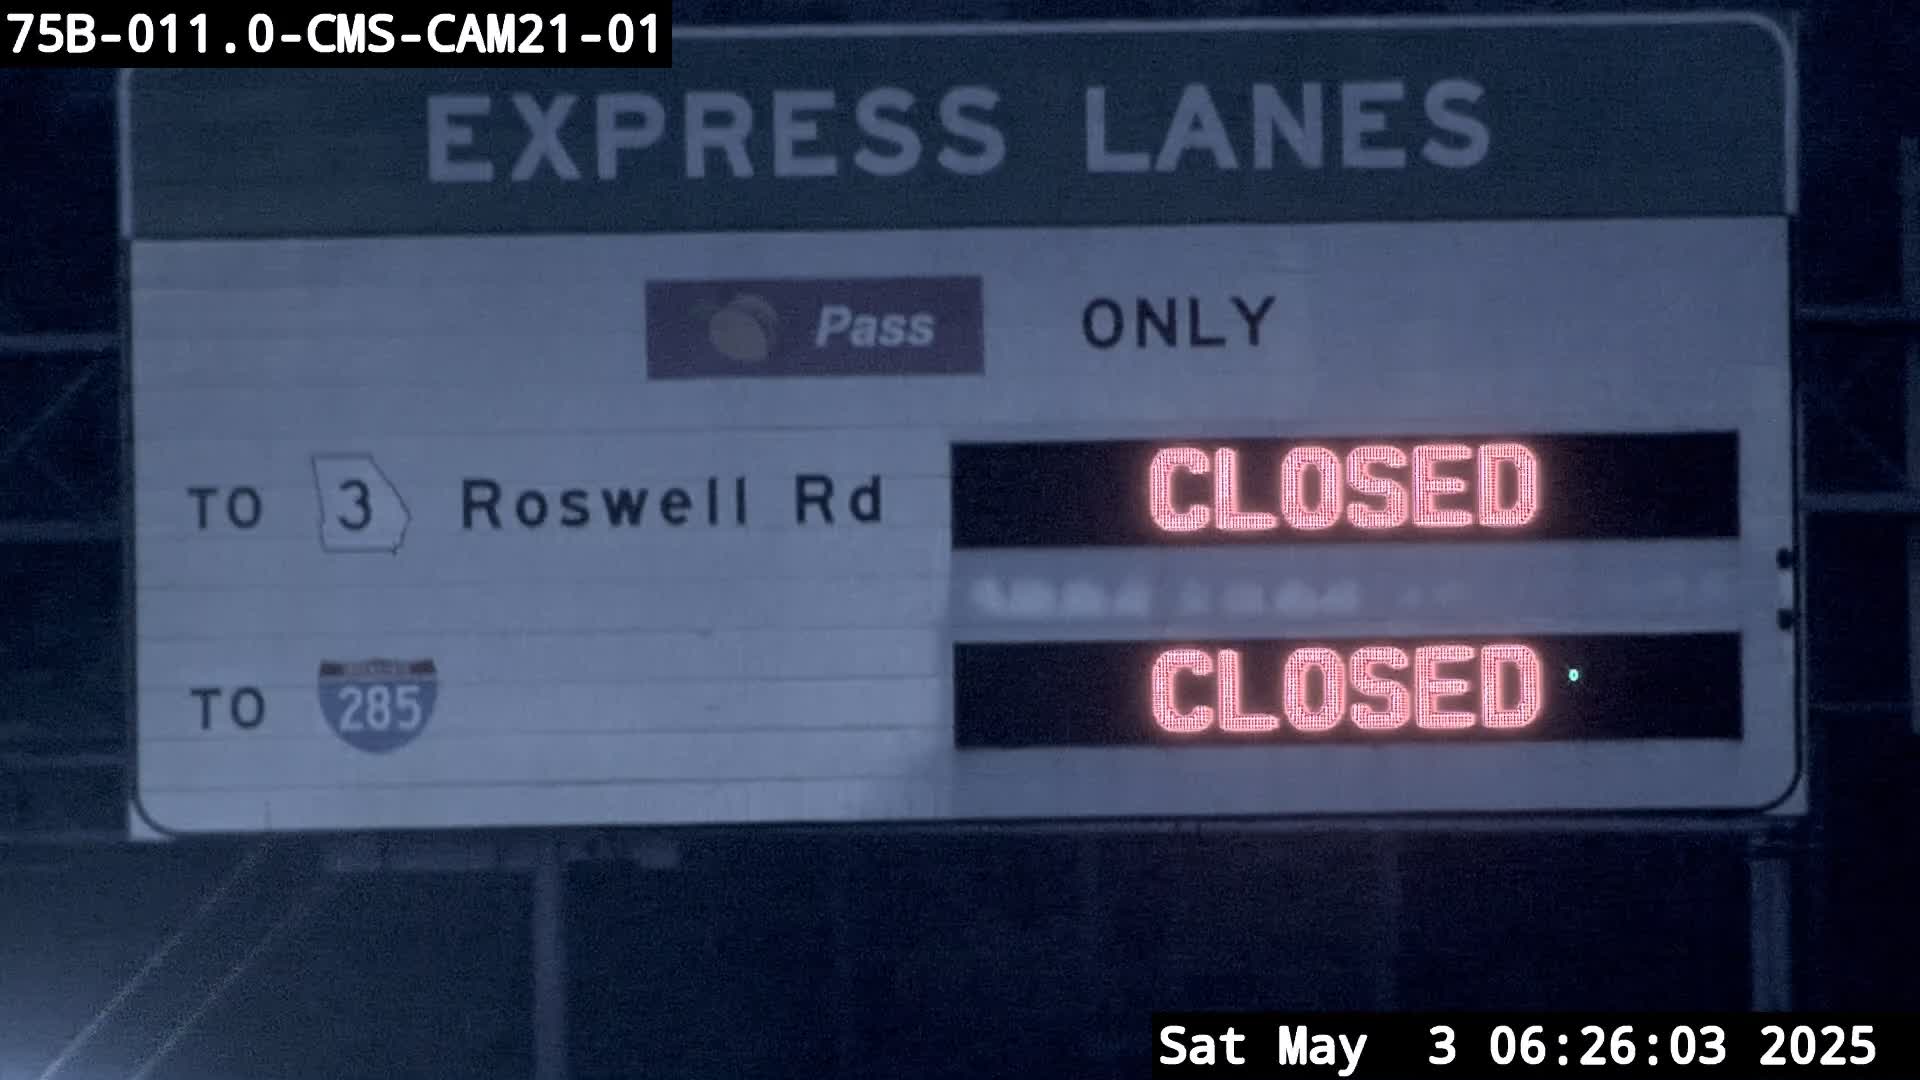 75B-011.0-CMS-CAM21-01
EXPRESS LANES
Pass ONLY
TO 3 Roswell Rd CLOSED
TO 285 CLOSED
Sat May 3 06:26:03 2025